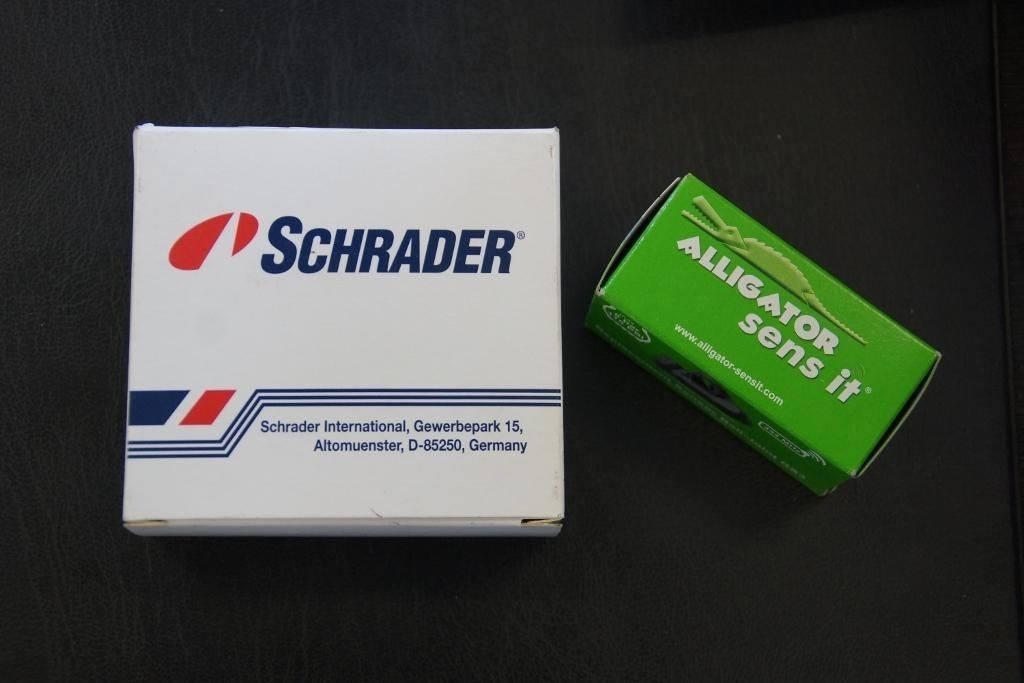 SCHRADER®
Schrader International, Gewerbepark 15,
Altomuenster, D-85250, Germany
ALLIGATOR
sens it®
www.alligator-sensit.com